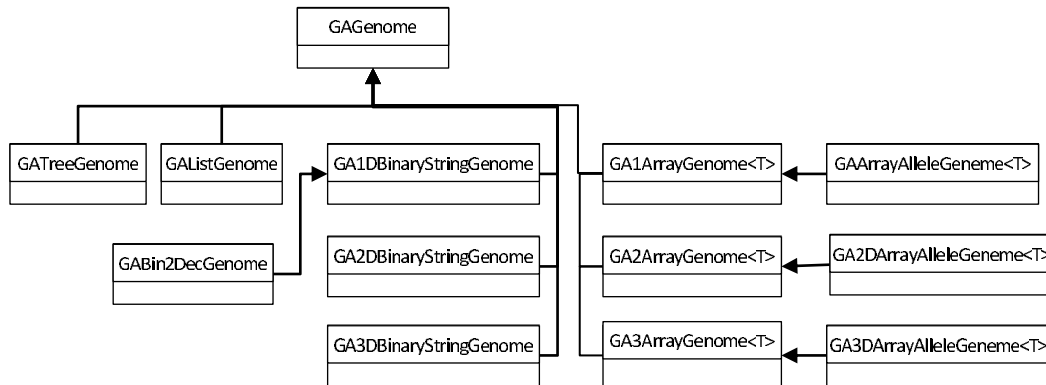 GAGenome
GATreeGenome
GAListGenome
GA1DBinaryStringGenome
GA1ArrayGenome<T>
GAArrayAlleleGeneme<T>
GABin2DecGenome
GA2DBinaryStringGenome
GA2ArrayGenome<T>
GA2DArrayAlleleGeneme<T>
GA3DBinaryStringGenome
GA3ArrayGenome<T>
GA3DArrayAlleleGeneme<T>